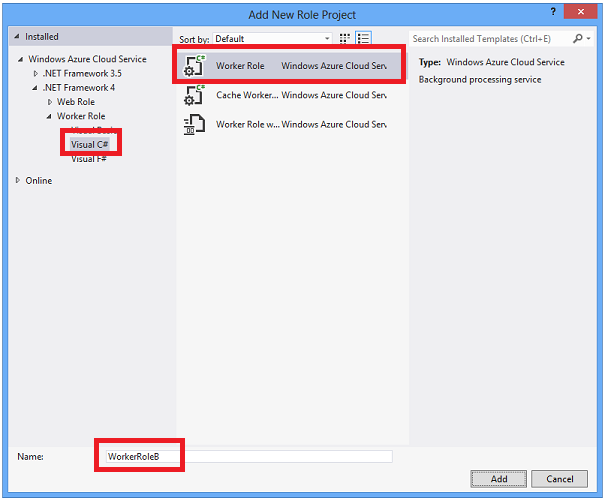 Add New Role Project
?
Installed
Windows Azure Cloud Service
.NET Framework 3.5
.NET Framework 4
Web Role
Worker Role
Visual C#
Visual F#
Online
Sort by: Default
Worker Role Windows Azure Cloud Serv
Cache Worker... Windows Azure Cloud Serv
Worker Role w... Windows Azure Cloud Serv
Search Installed Templates (Ctrl+E)
Type: Windows Azure Cloud Service
Background processing service
Name: WorkerRoleB
Add Cancel